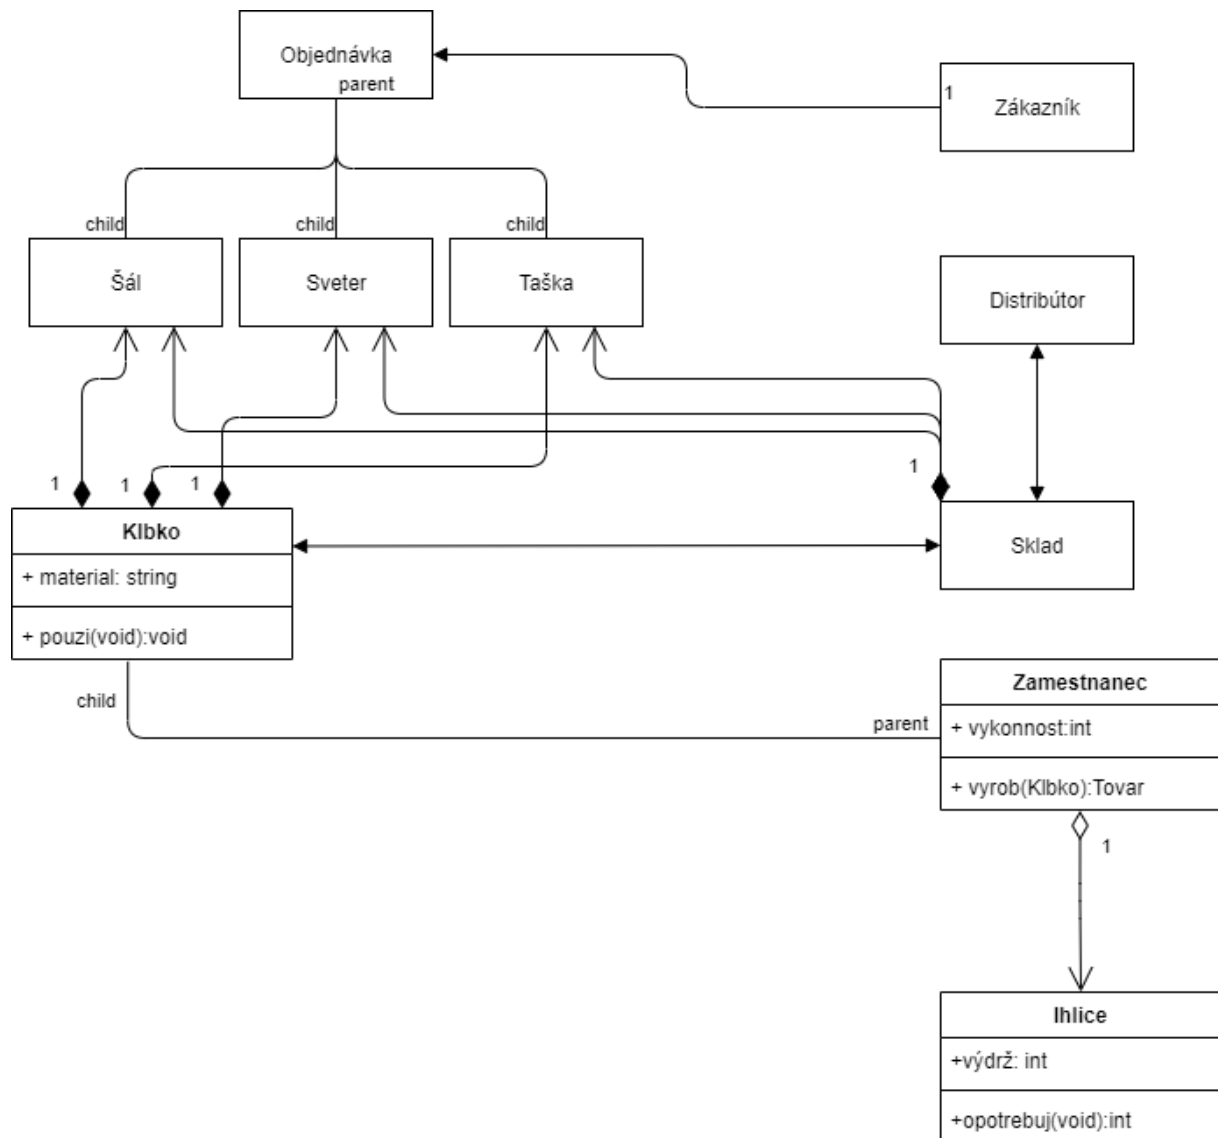 Objednávka
parent
1
Zákazník
child
child
child
Šál
Sveter
Taška
Distribútor
1
1
1
1
Klbko
+ material: string
+ pouzi(void):void
Sklad
child
parent
Zamestnanec
+ vykonnost:int
+ vyrob(Klbko):Tovar
1
Ihlice
+výdrž: int
+opotrebuj(void):int